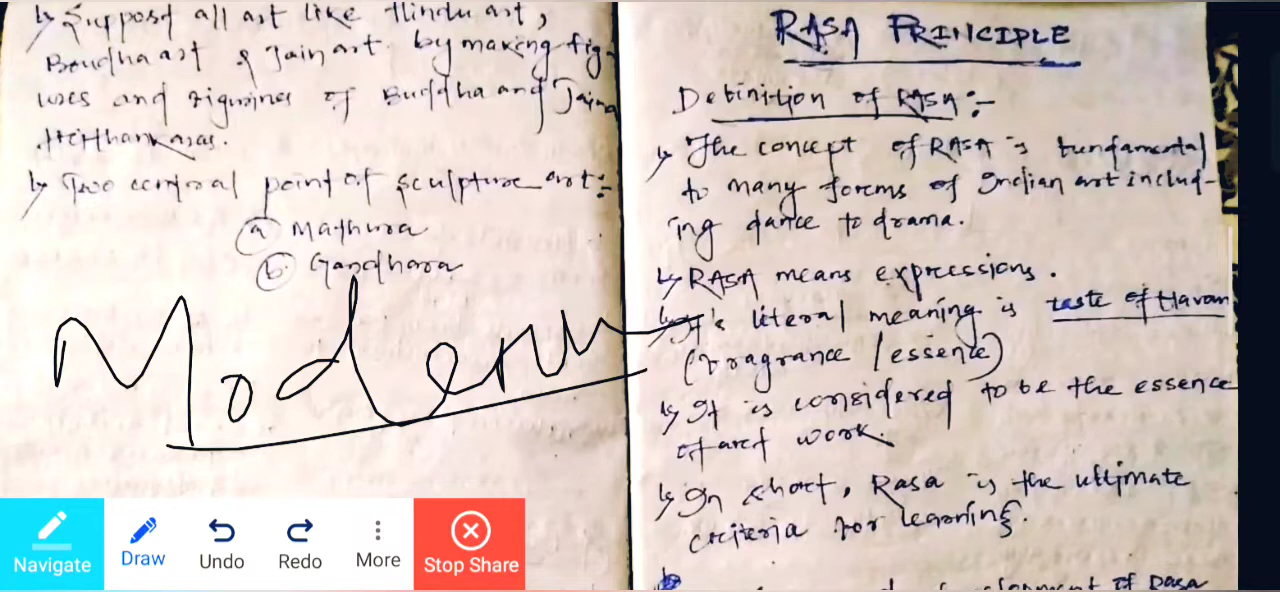 ↳ Support all art like Hindu art,
Boudha art & Jain art by making fig-
ures and figurines of Buddha and Jaina
tirthankaras.
↳ Two central point of sculpture art:-
(a) Mathura
(b) Gandhara
Modern
RASA PRINCIPLE
Definition of RASA:-
↳ The concept of RASA is fundamental
to many forms of Indian art includ-
ing dance to drama.
↳ RASA means expressions.
↳ It's literal meaning is taste of flavour
(fragrance / essence)
↳ It is considered to be the essence
of art work.
↳ In short, Rasa is the ultimate
criteria for learning.
of Rasa
Navigate
Draw
Undo
Redo
More
Stop Share